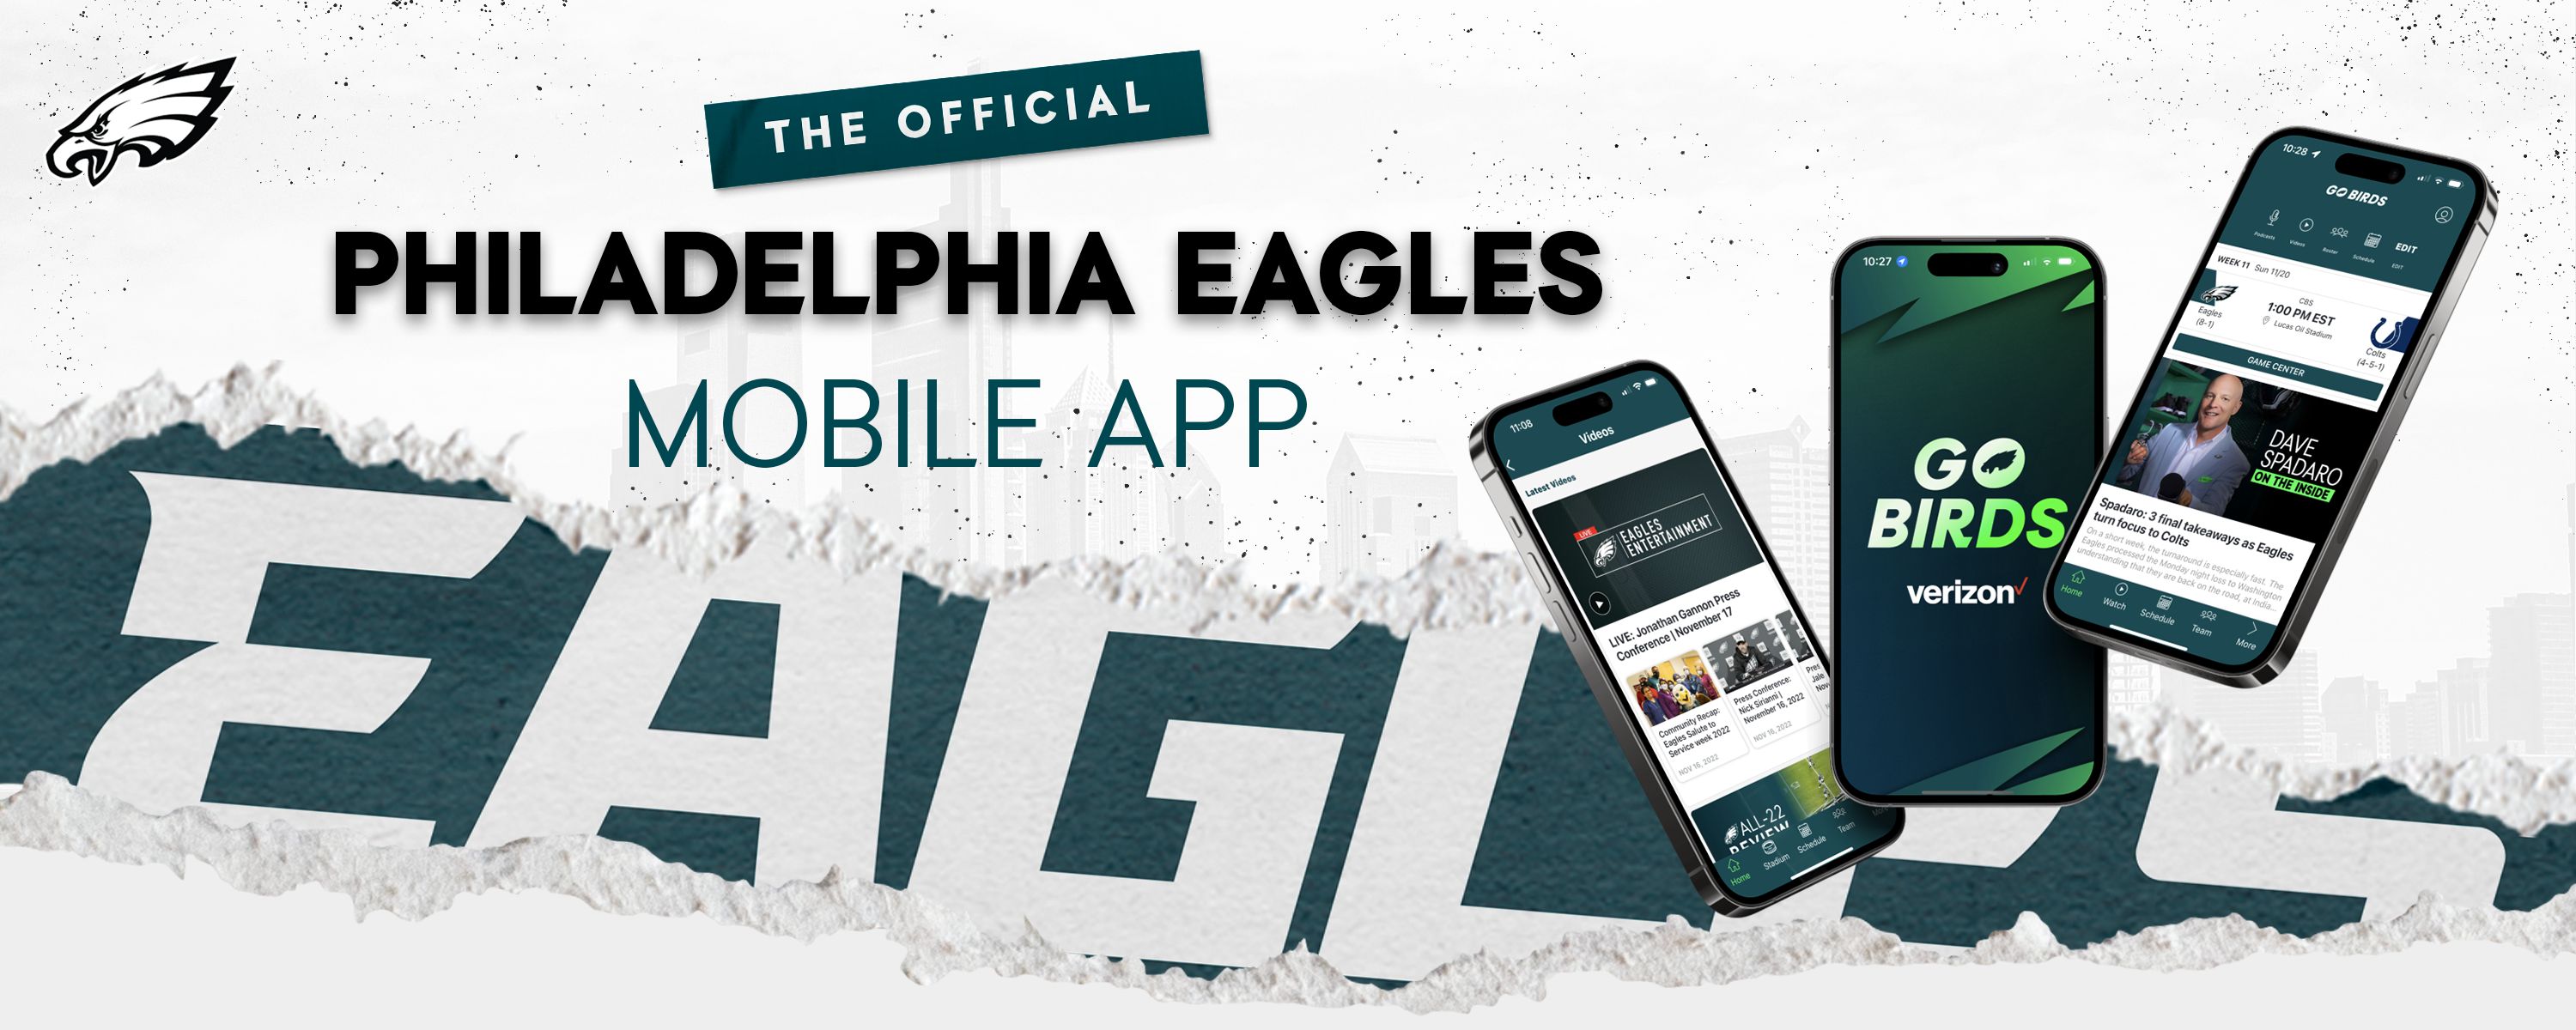 THE OFFICIAL
PHILADELPHIA EAGLES
MOBILE APP
EAGLES
11:08
Videos
Latest Videos
LIVE
EAGLES
ENTERTAINMENT
LIVE: Jonathan Gannon Press
Conference | November 17
Community Recap:
Eagles Salute to
Service week 2022
NOV 16, 2022
Press Conference:
Nick Sirianni |
November 16, 2022
NOV 16, 2022
Pres
Jale
Nov
ALL-22
REVIEW
Home
Stadium
Schedule
Team
More
10:27
GO
BIRDS
verizon
10:28
GO BIRDS
Podcasts
Videos
Roster
Schedule
EDIT
EDIT
WEEK 11 Sun 11/20
CBS
1:00 PM EST
Lucas Oil Stadium
Eagles
(8-1)
Colts
(4-5-1)
GAME CENTER
DAVE
SPADARO
ON THE INSIDE
Spadaro: 3 final takeaways as Eagles
turn focus to Colts
On a short week, the turnaround is especially fast. The
Eagles processed the Monday night loss to Washington
understanding that they are back on the road, at India...
Home
Watch
Schedule
Team
More